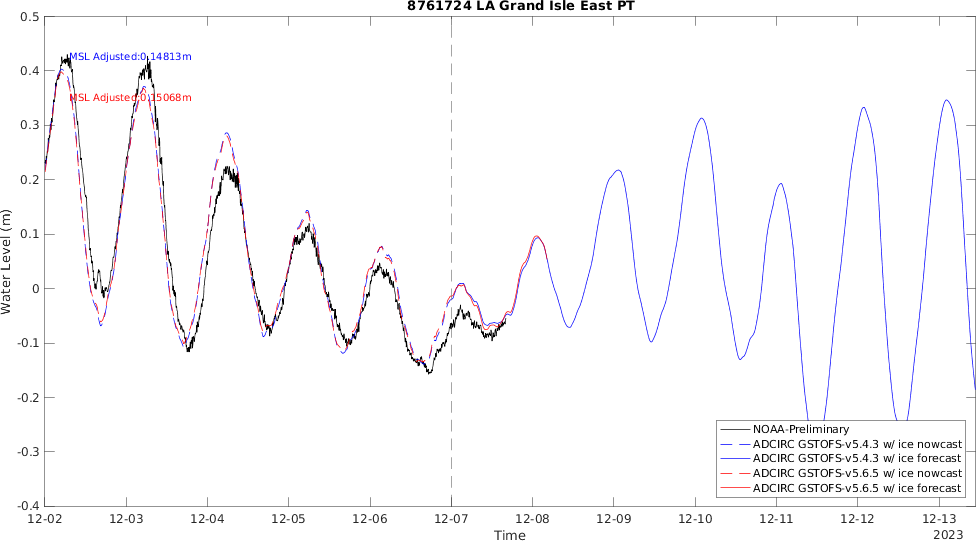 8761724 LA Grand Isle East PT
0.5
0.4
0.3
0.2
0.1
0
-0.1
-0.2
-0.3
-0.4
Water Level (m)
MSL Adjusted:0.14813m
MSL Adjusted:0.15068m
NOAA-Preliminary
ADCIRC GSTOFS-v5.4.3 w/ ice nowcast
ADCIRC GSTOFS-v5.4.3 w/ ice forecast
ADCIRC GSTOFS-v5.6.5 w/ ice nowcast
ADCIRC GSTOFS-v5.6.5 w/ ice forecast
12-02 12-03 12-04 12-05 12-06 12-07 12-08 12-09 12-10 12-11 12-12 12-13
Time
2023